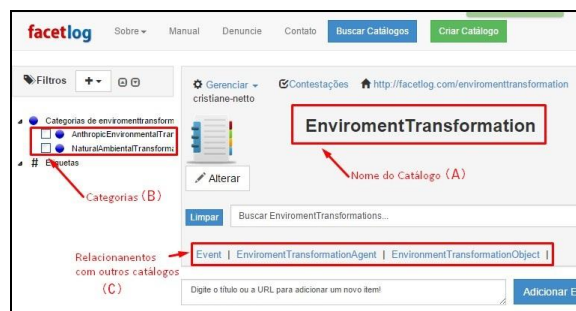 facetlog Sobre Manual Denuncie Contato Buscar Catálogos Criar Catálogo
Filtros
Gerenciar Contestações http://facetlog.com/enviromenttransformation
cristiane-netto
Categorias de enviromenttransform
AnthropicEnvironmentalTrar
NaturalAmbientalTransforma
# Etiquetas
EnviromentTransformation
Alterar
Nome do Catálogo (A)
Categorias (B)
Limpar Buscar EnviromentTransformations...
Relacionanentos
com outros catálogos
(C)
Event | EnviromentTransformationAgent | EnvironmentTransformationObject |
Digite o título ou a URL para adicionar um novo item! Adicionar E